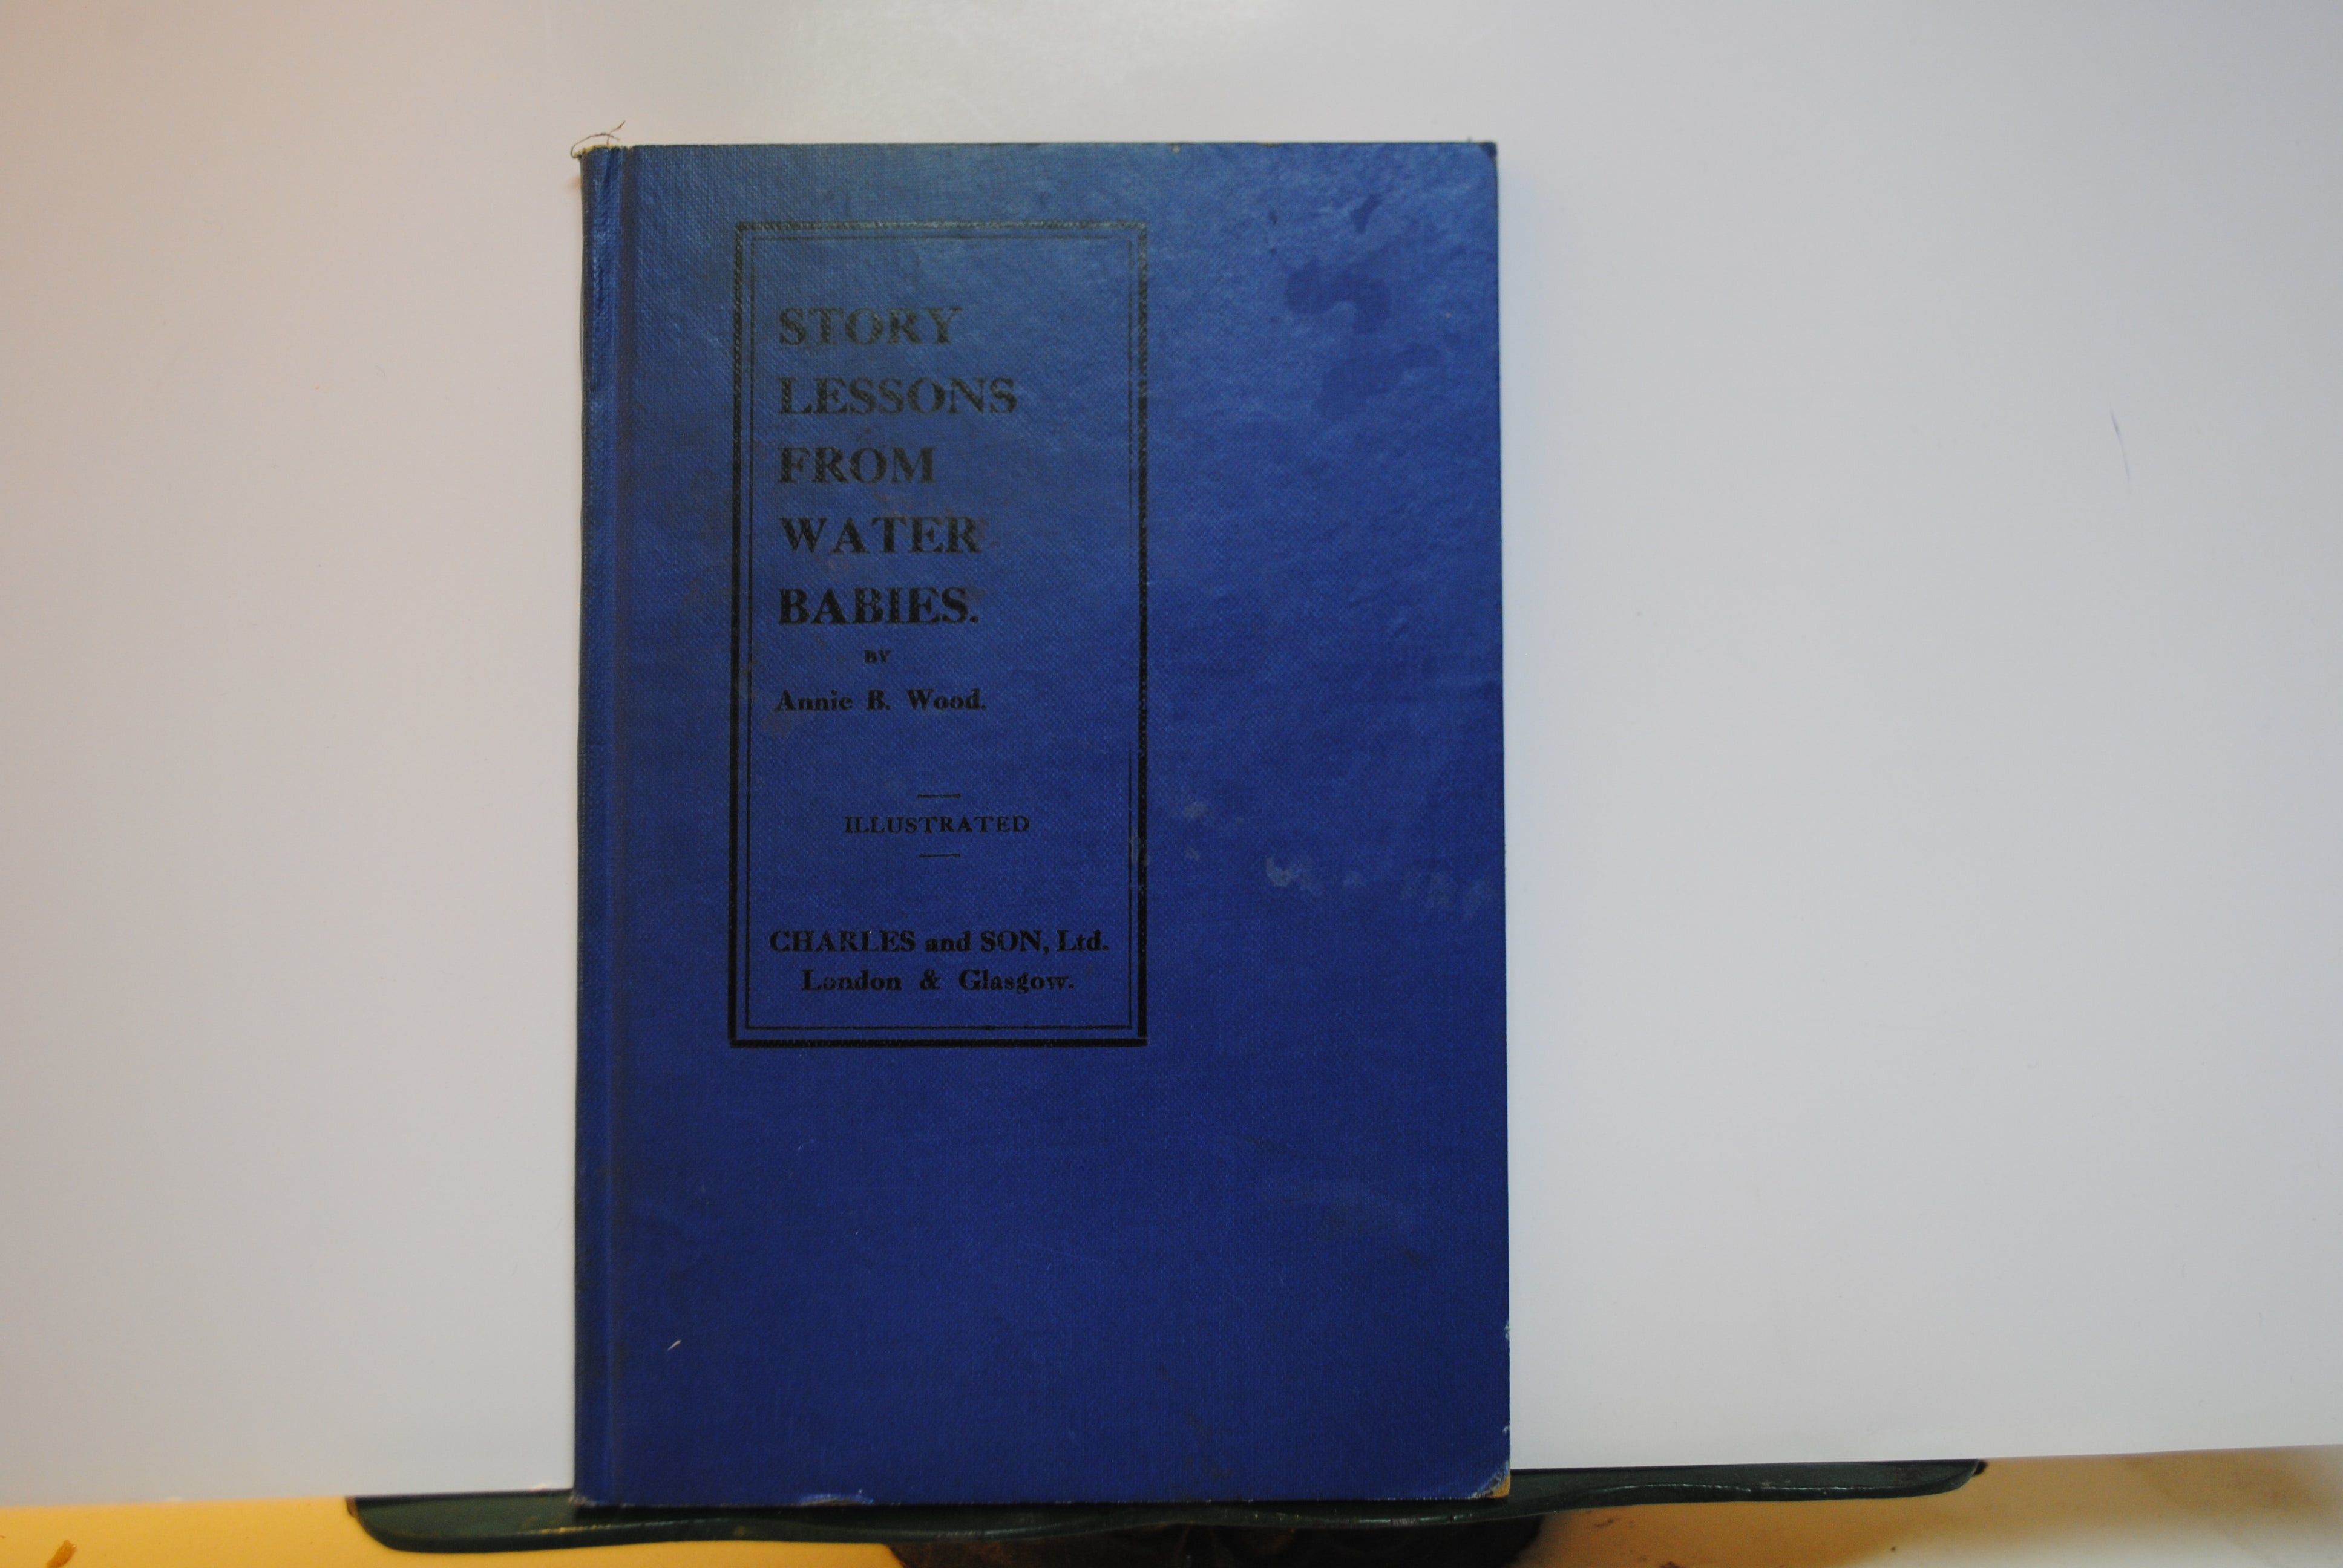 STORY
LESSONS
FROM
WATER
BABIES.
BY
Annie B. Wood.
ILLUSTRATED
CHARLES and SON, Ltd.
London & Glasgow.